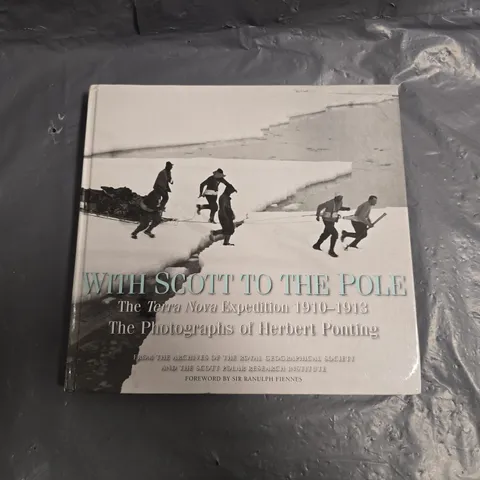 WITH SCOTT TO THE POLE
The Terra Nova Expedition 1910–1913
The Photographs of Herbert Ponting
FROM THE ARCHIVES OF THE ROYAL GEOGRAPHICAL SOCIETY
AND THE SCOTT POLAR RESEARCH INSTITUTE
FOREWORD BY SIR RANULPH FIENNES